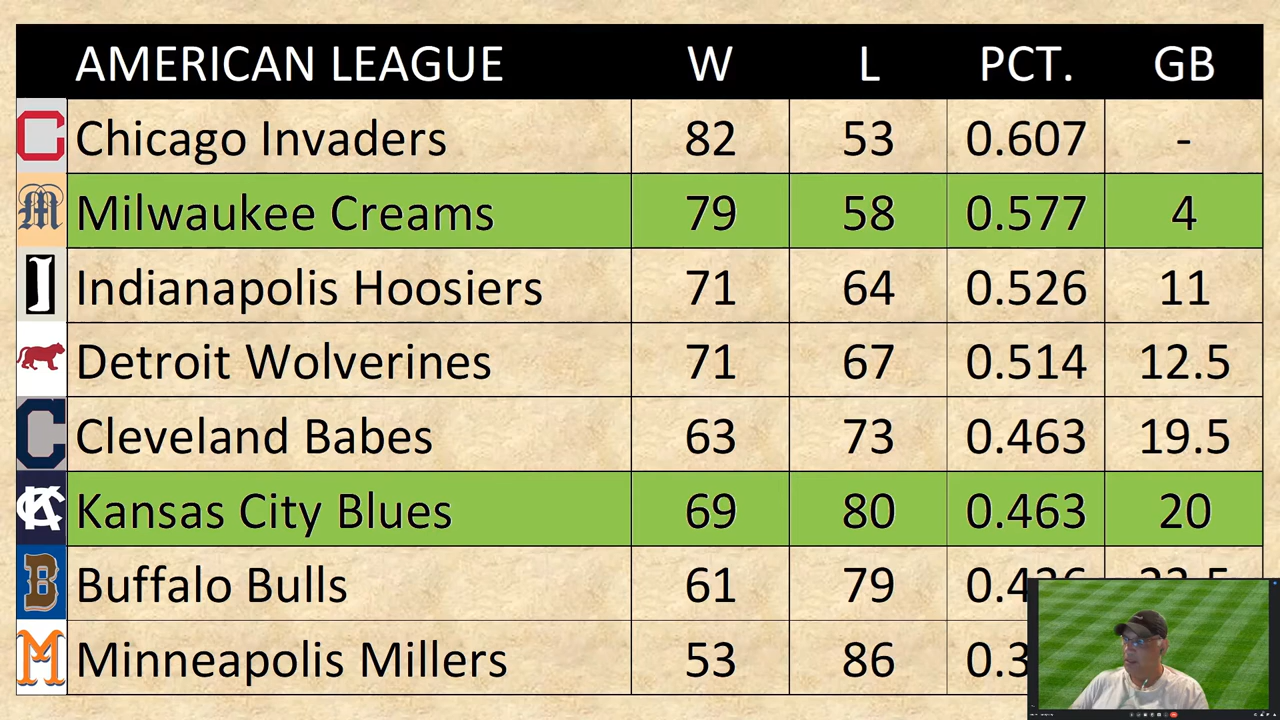 AMERICAN LEAGUE W L PCT. GB
C Chicago Invaders 82 53 0.607 -
M Milwaukee Creams 79 58 0.577 4
I Indianapolis Hoosiers 71 64 0.526 11
Detroit Wolverines 71 67 0.514 12.5
C Cleveland Babes 63 73 0.463 19.5
KC Kansas City Blues 69 80 0.463 20
B Buffalo Bulls 61 79
M Minneapolis Millers 53 86